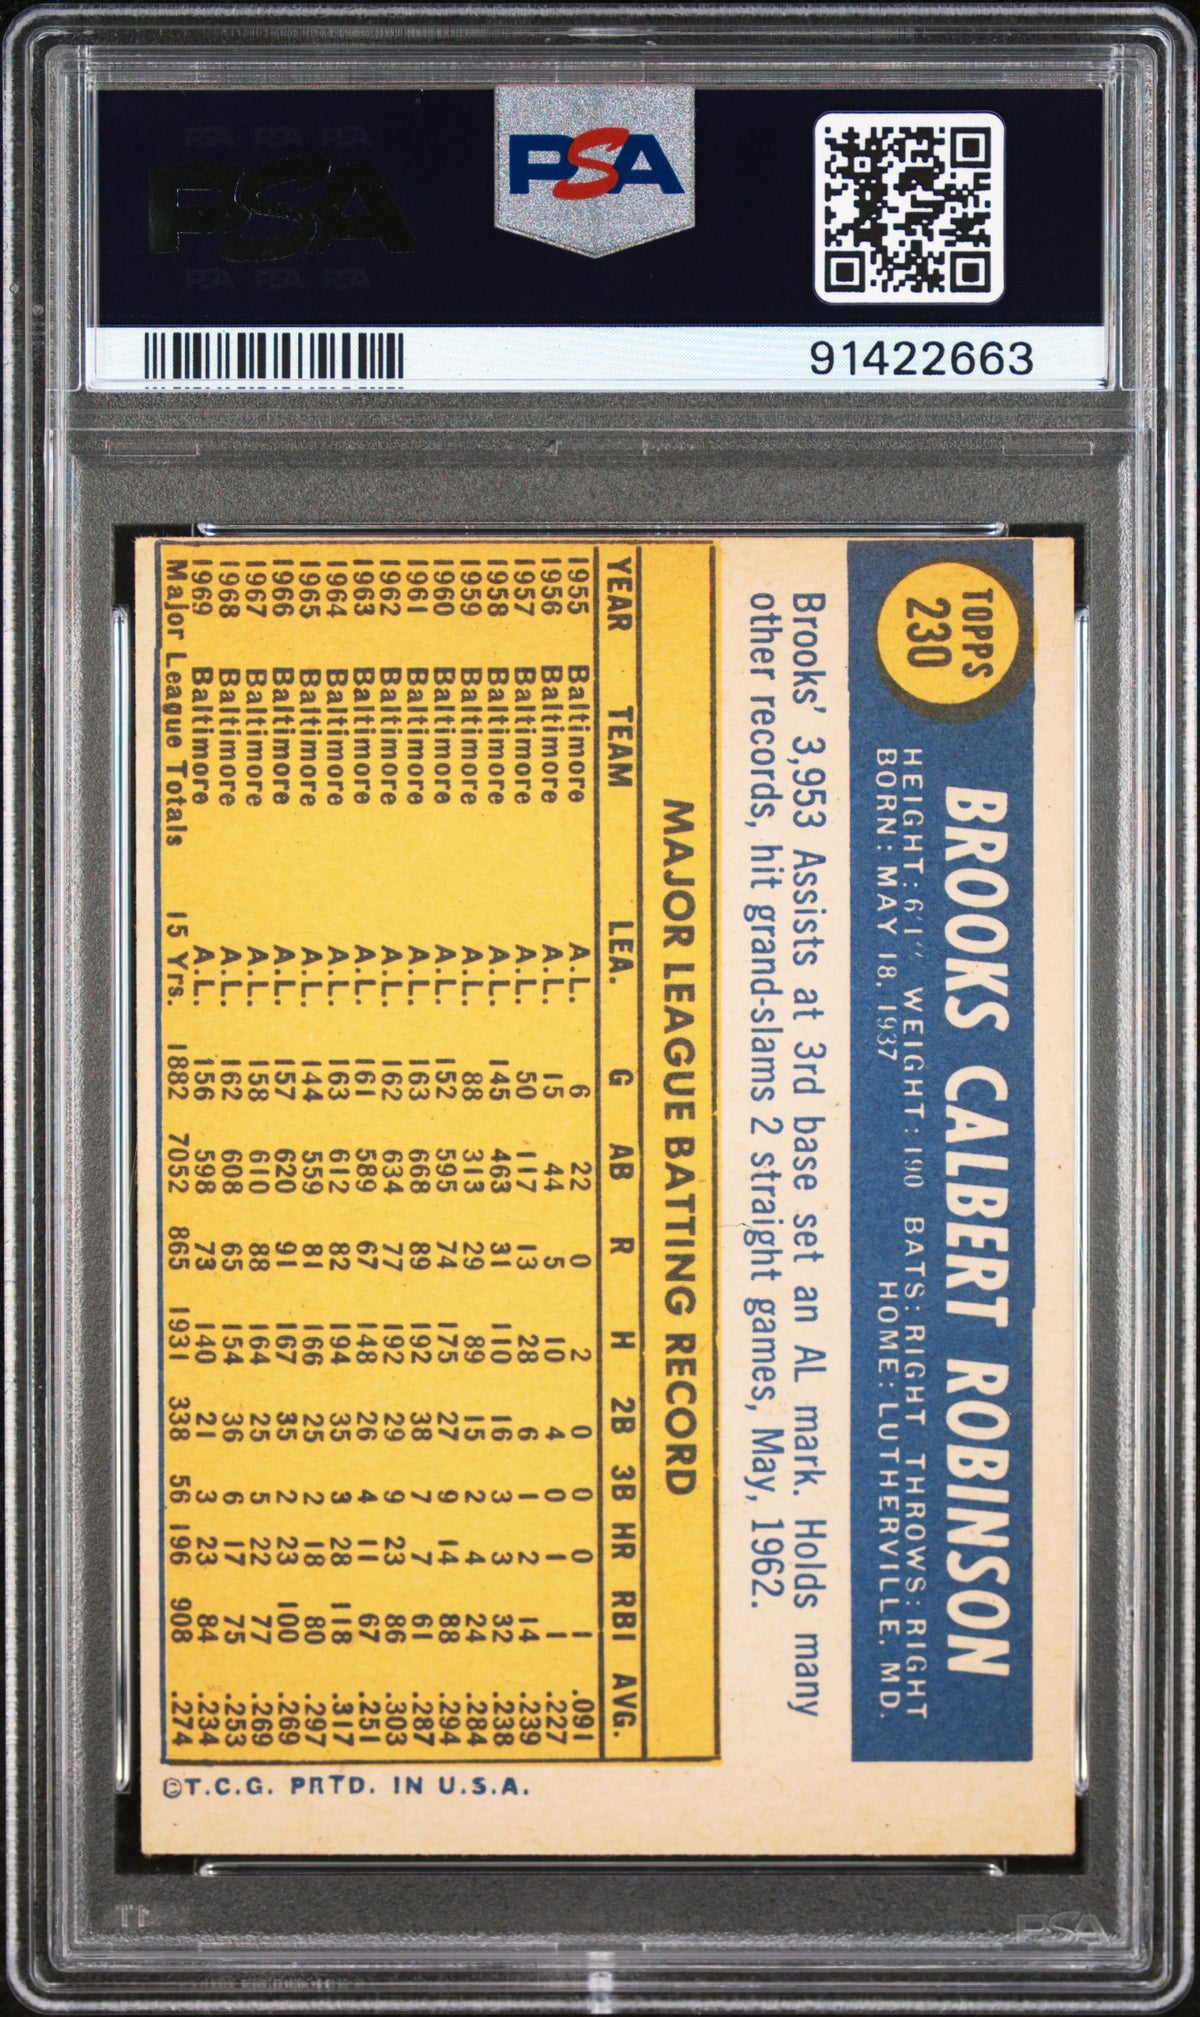 PSA PSA PSA
PSA
PSA PSA PSA
PSA
91422663
TOPPS
230
BROOKS CALBERT ROBINSON
HEIGHT: 6'1" WEIGHT: 190 BATS: RIGHT THROWS: RIGHT
BORN: MAY 18, 1937 HOME: LUTHERVILLE, MD.
Brooks' 3,953 Assists at 3rd base set an AL mark. Holds many
other records, hit grand-slams 2 straight games, May, 1962.
MAJOR LEAGUE BATTING RECORD
YEAR TEAM LEA. G AB R H 2B 3B HR RBI AVG.
1955 Baltimore A.L. 6 22 0 2 0 0 0 1 .091
1956 Baltimore A.L. 15 44 5 10 4 0 1 1 .227
1957 Baltimore A.L. 50 117 13 28 6 1 2 14 .239
1958 Baltimore A.L. 145 463 31 110 16 3 3 32 .238
1959 Baltimore A.L. 88 313 29 89 15 2 4 24 .284
1960 Baltimore A.L. 152 595 74 175 27 9 14 88 .294
1961 Baltimore A.L. 163 668 89 192 38 7 7 61 .287
1962 Baltimore A.L. 162 634 77 192 29 9 23 86 .303
1963 Baltimore A.L. 161 589 67 148 26 4 11 67 .251
1964 Baltimore A.L. 163 612 82 194 35 3 28 118 .317
1965 Baltimore A.L. 144 559 81 166 25 2 18 80 .297
1966 Baltimore A.L. 157 620 91 167 35 2 23 100 .269
1967 Baltimore A.L. 158 610 88 164 25 5 22 77 .269
1968 Baltimore A.L. 162 608 65 154 36 6 17 75 .253
1969 Baltimore A.L. 156 598 73 140 21 3 23 84 .234
Major League Totals 15 Yrs. 1882 7052 865 1931 338 56 196 908 .274
©T.C.G. PRTD. IN U.S.A.
PSA